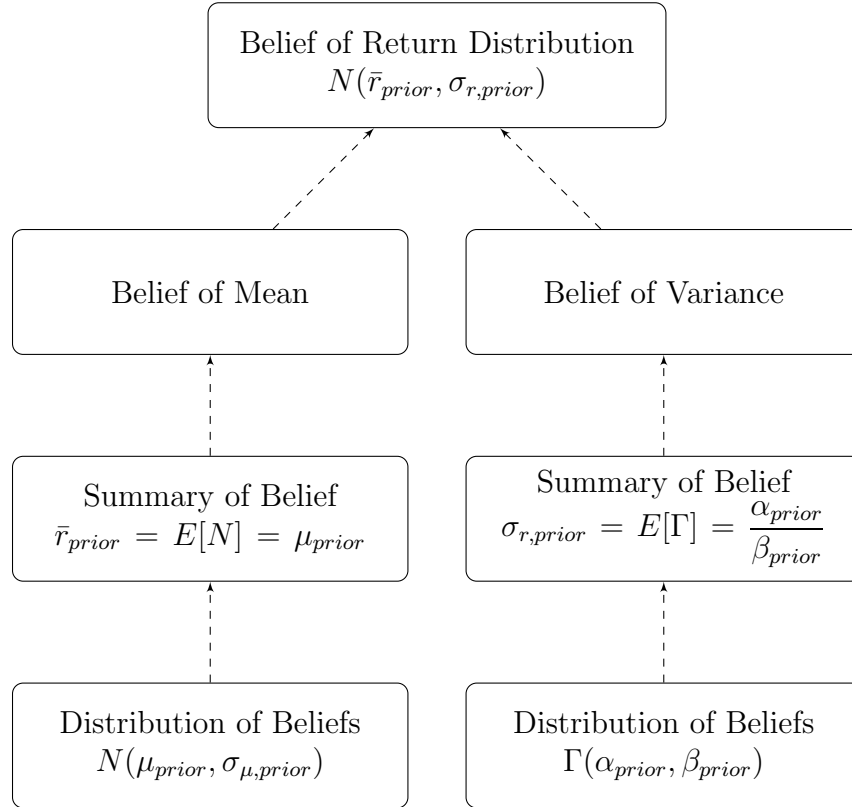 Belief of Return Distribution
N(r̄_prior, σ_r,prior)
Belief of Mean
Belief of Variance
Summary of Belief
r̄_prior = E[N] = μ_prior
Summary of Belief
σ_r,prior = E[Γ] = α_prior / β_prior
Distribution of Beliefs
N(μ_prior, σ_μ,prior)
Distribution of Beliefs
Γ(α_prior, β_prior)